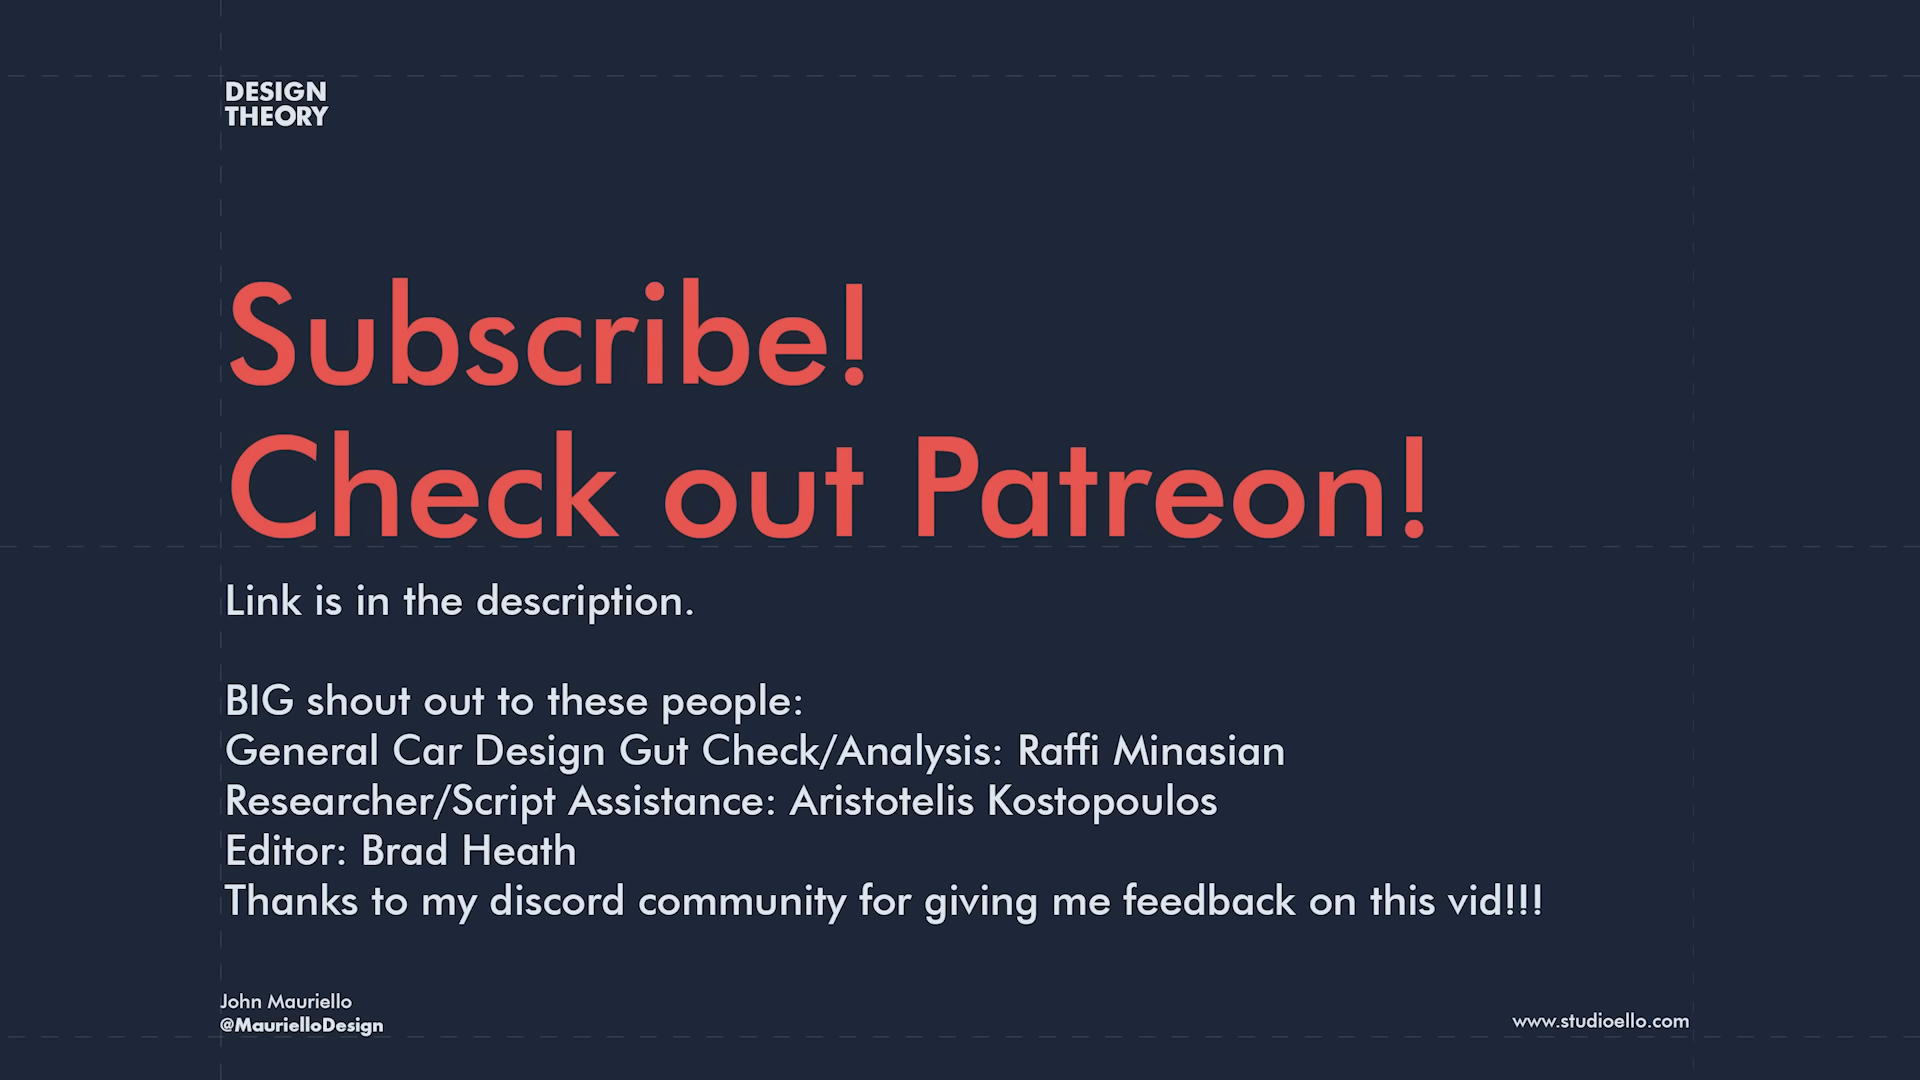 DESIGN
THEORY
Subscribe!
Check out Patreon!
Link is in the description.
BIG shout out to these people:
General Car Design Gut Check/Analysis: Raffi Minasian
Researcher/Script Assistance: Aristotelis Kostopoulos
Editor: Brad Heath
Thanks to my discord community for giving me feedback on this vid!!!
John Mauriello
@MaurielloDesign
www.studioello.com